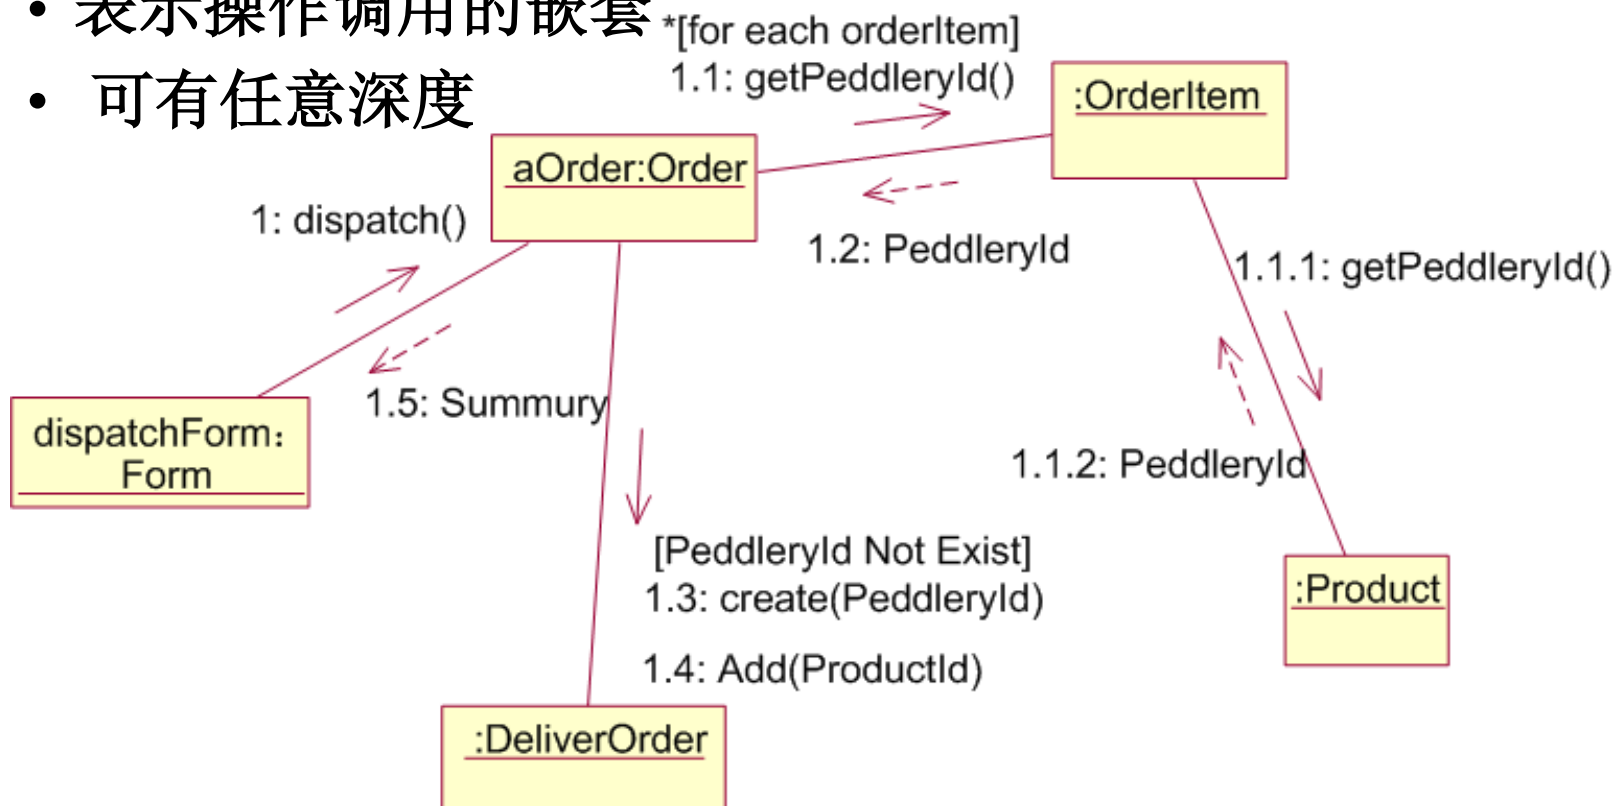 • 表示操作调用的嵌套
• 可有任意深度
*[for each orderItem]
1.1: getPeddleryId()
:OrderItem
aOrder:Order
1: dispatch()
1.2: PeddleryId
1.1.1: getPeddleryId()
1.5: Summury
dispatchForm:
Form
1.1.2: PeddleryId
[PeddleryId Not Exist]
1.3: create(PeddleryId)
:Product
1.4: Add(ProductId)
:DeliverOrder